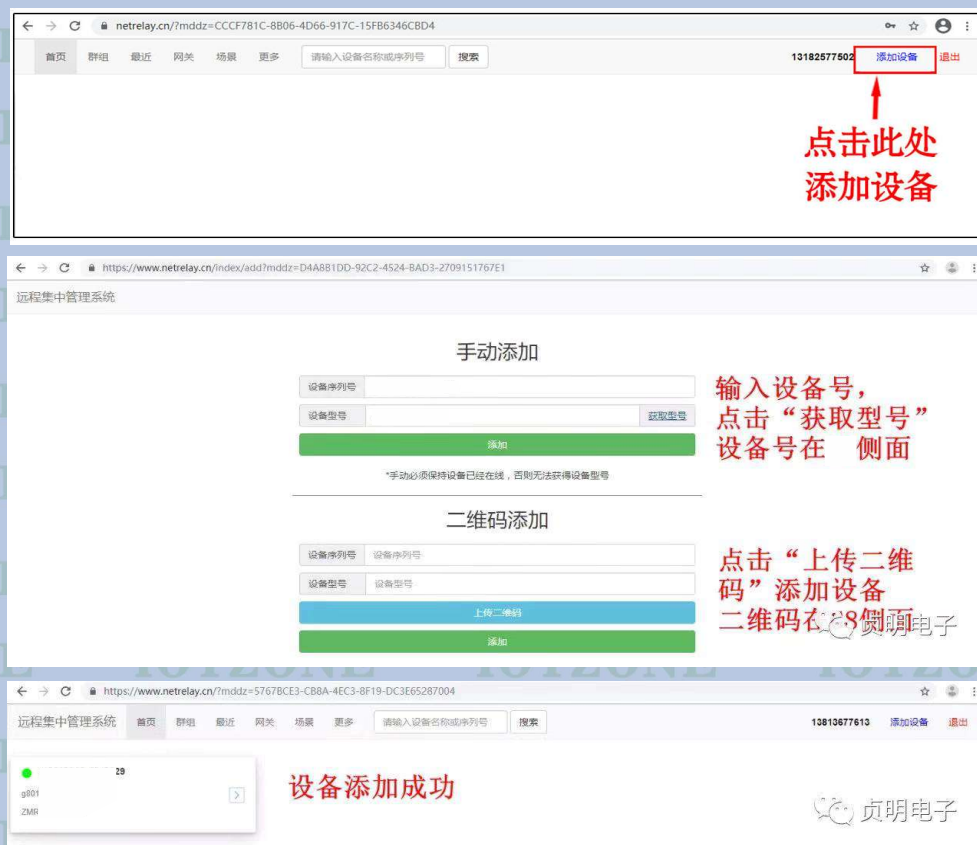 netrelay.cn/?mddz=CCCF781C-8B06-4D66-917C-15FB6346CBD4
首页 群组 最近 网关 场景 更多 请输入设备名称或序列号 搜索 13182577502 添加设备 退出
点击此处
添加设备
https://www.netrelay.cn/index/add?mddz=D4A8B1DD-92C2-4524-8AD3-2709151767E1
远程集中管理系统
手动添加
设备序列号
设备型号 获取型号
添加
*手动必须保持设备已经在线，否则无法获得设备型号
输入设备号，
点击“获取型号”
设备号在 侧面
二维码添加
设备序列号 设备序列号
设备型号 设备型号
上传二维码
添加
点击“上传二维
码”添加设备
二维码在 8侧面
贞明电子
IOTZONE IOTZONE
https://www.netrelay.cn/?mddz=5767BCE3-CB8A-4EC3-8F19-DC3E65287004
远程集中管理系统 首页 群组 最近 网关 场景 更多 请输入设备名称或序列号 搜索 13813677613 添加设备 退出
29
g801
ZMR
设备添加成功
贞明电子